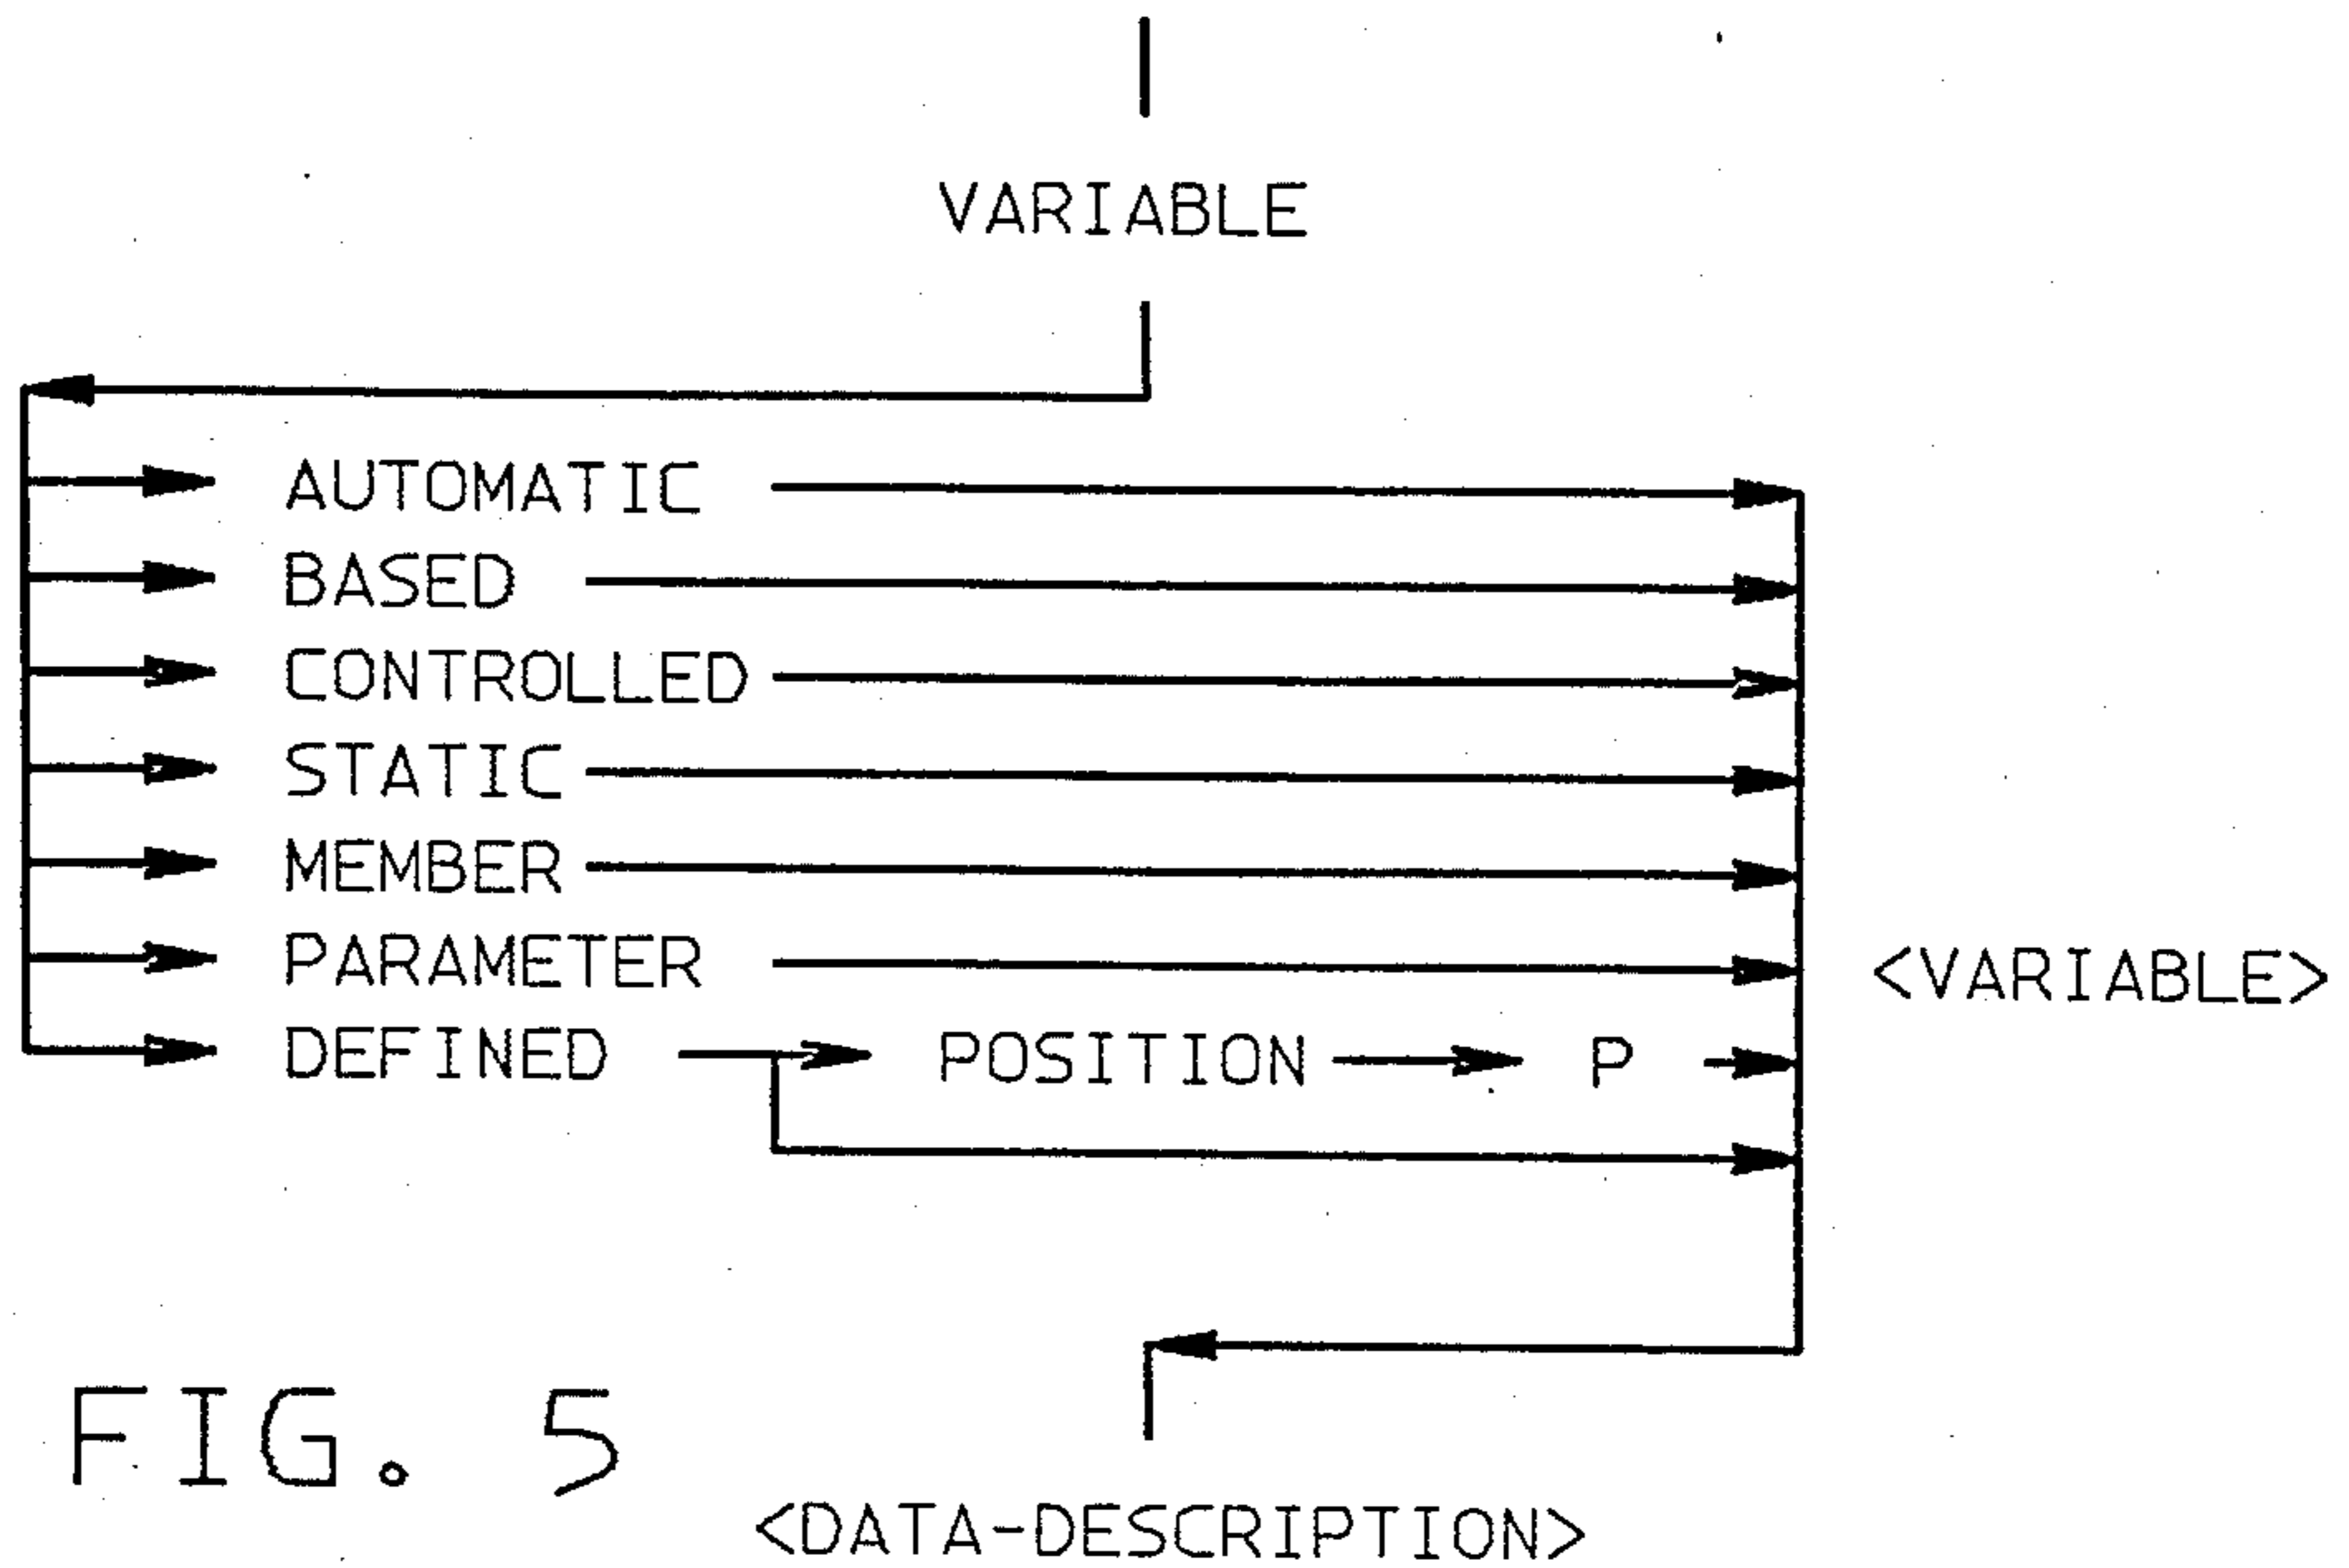 VARIABLE
AUTOMATIC
BASED
CONTROLLED
STATIC
MEMBER
PARAMETER
<VARIABLE>
DEFINED POSITION P
FIG. 5
<DATA-DESCRIPTION>